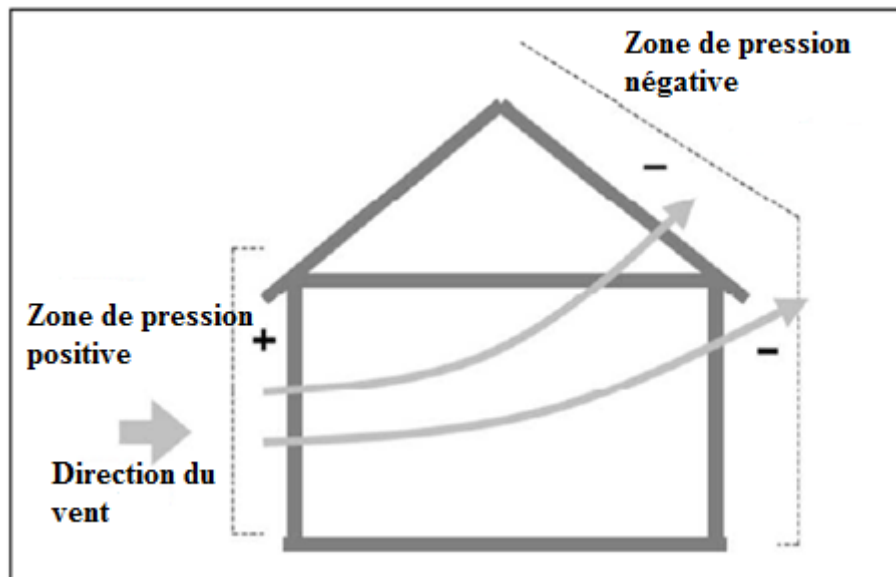 Zone de pression
négative
−
Zone de pression
positive
+
−
Direction du
vent